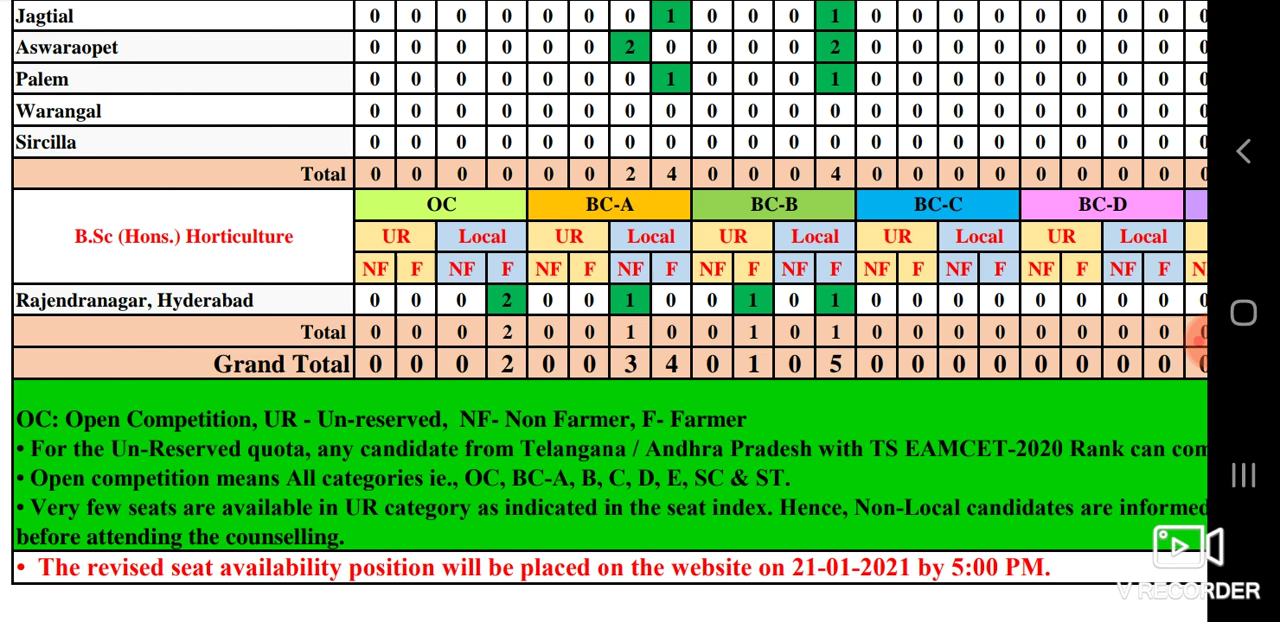 Jagtial 0 0 0 0 0 0 0 1 0 0 0 1 0 0 0 0 0 0 0 0 0
Aswaraopet 0 0 0 0 0 0 2 0 0 0 0 2 0 0 0 0 0 0 0 0 0
Palem 0 0 0 0 0 0 0 1 0 0 0 1 0 0 0 0 0 0 0 0 0
Warangal 0 0 0 0 0 0 0 0 0 0 0 0 0 0 0 0 0 0 0 0 0
Sircilla 0 0 0 0 0 0 0 0 0 0 0 0 0 0 0 0 0 0 0 0 0
Total 0 0 0 0 0 0 2 4 0 0 0 4 0 0 0 0 0 0 0 0 0
OC BC-A BC-B BC-C BC-D
B.Sc (Hons.) Horticulture UR Local UR Local UR Local UR Local UR Local
NF F NF F NF F NF F NF F NF F NF F NF F NF F NF F N
Rajendranagar, Hyderabad 0 0 0 2 0 0 1 0 0 1 0 1 0 0 0 0 0 0 0 0 0
Total 0 0 0 2 0 0 1 0 0 1 0 1 0 0 0 0 0 0 0 0 0
Grand Total 0 0 0 2 0 0 3 4 0 1 0 5 0 0 0 0 0 0 0 0 0
OC: Open Competition, UR - Un-reserved, NF- Non Farmer, F- Farmer
• For the Un-Reserved quota, any candidate from Telangana / Andhra Pradesh with TS EAMCET-2020 Rank can com
• Open competition means All categories ie., OC, BC-A, B, C, D, E, SC & ST.
• Very few seats are available in UR category as indicated in the seat index. Hence, Non-Local candidates are informed
before attending the counselling.
• The revised seat availability position will be placed on the website on 21-01-2021 by 5:00 PM.
V RECORDER